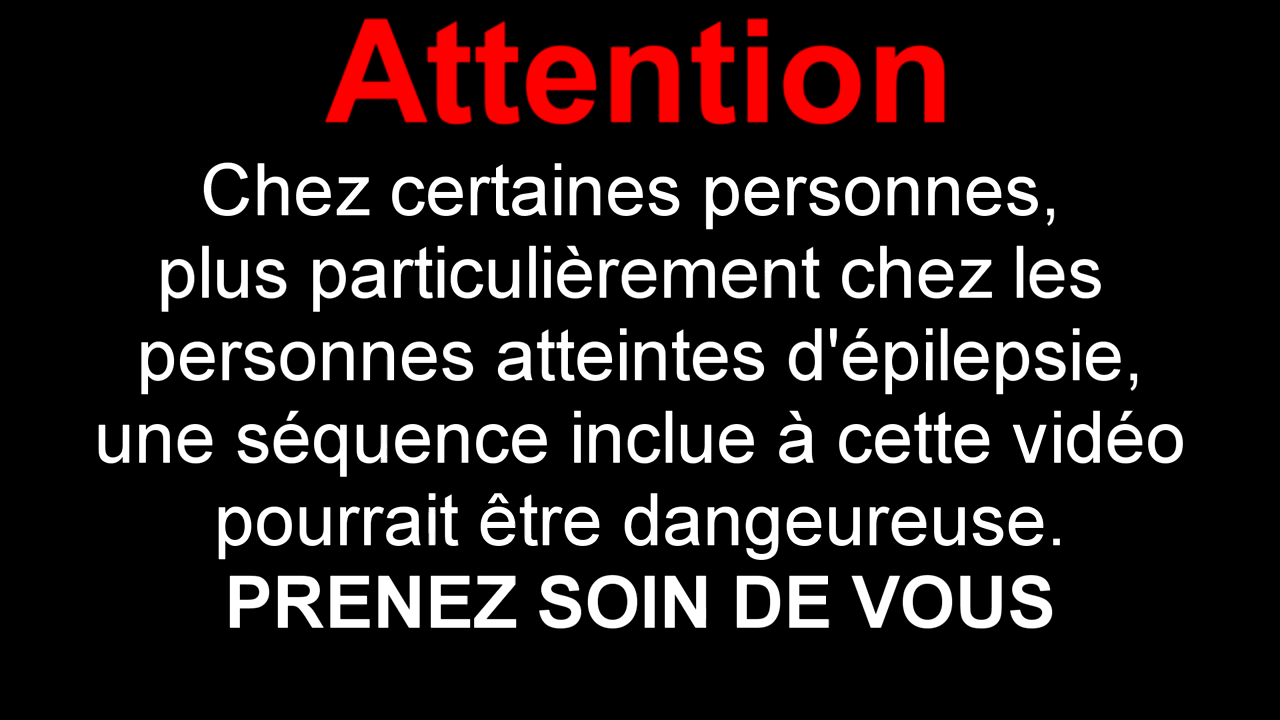 Attention
Chez certaines personnes,
plus particulièrement chez les
personnes atteintes d'épilepsie,
une séquence inclue à cette vidéo
pourrait être dangeureuse.
PRENEZ SOIN DE VOUS